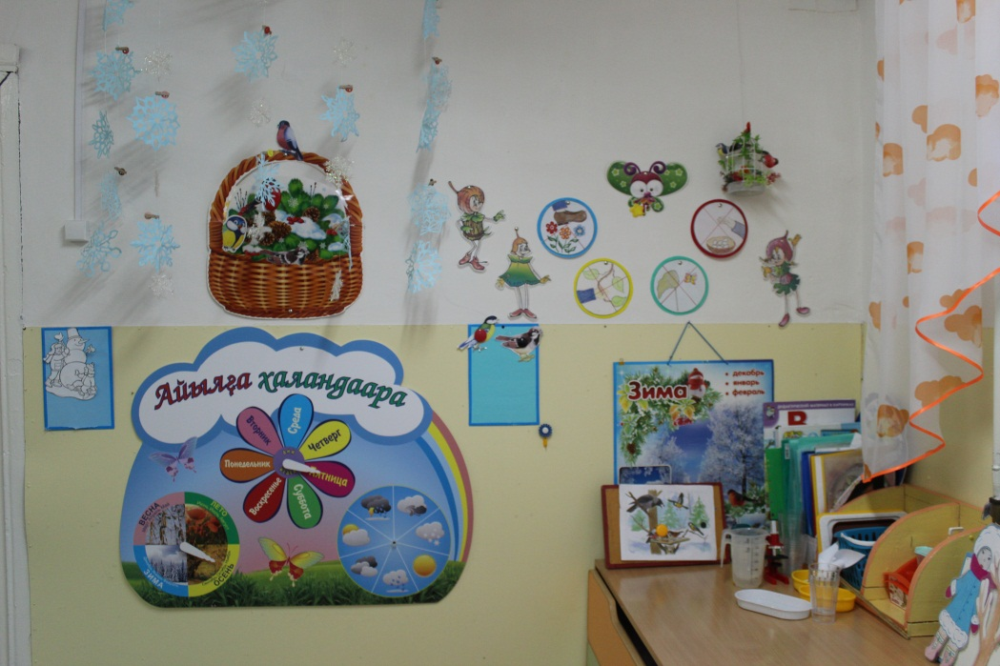 Айылҕа халандаара
Вторник
Среда
Четверг
Понедельник
Пятница
Воскресенье
Суббота
ВЕСНА
ЛЕТО
ЗИМА
ОСЕНЬ
Зима
• декабрь
• январь
• февраль